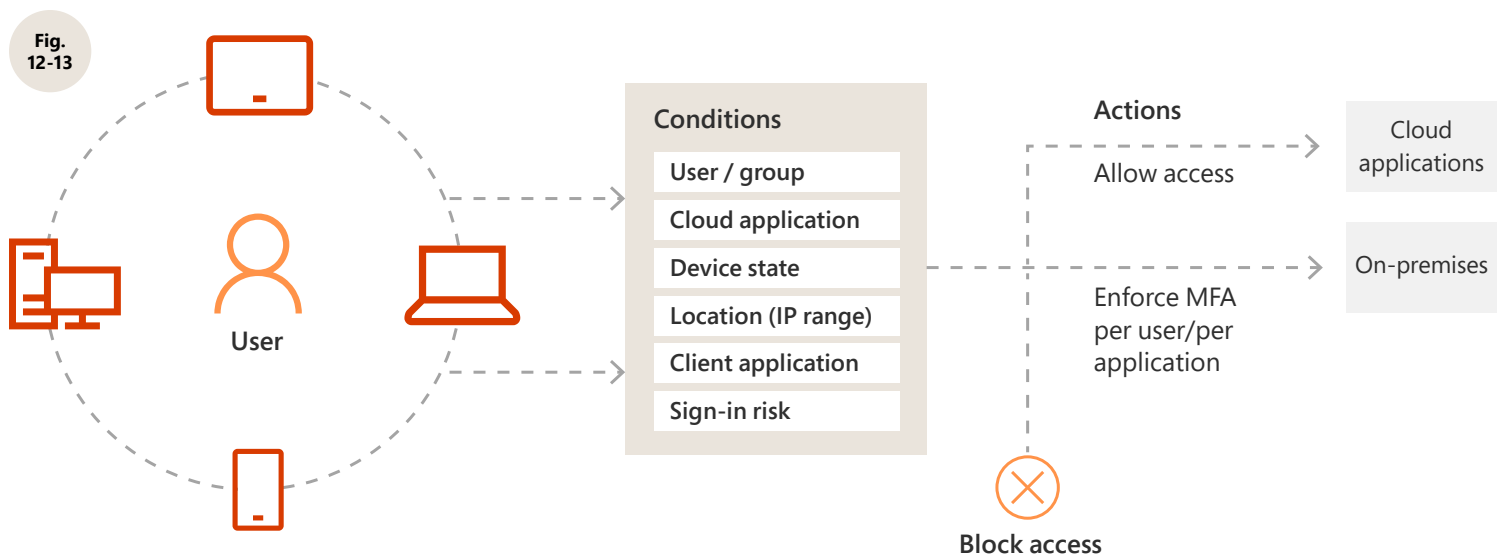 Fig.
12-13
User
Conditions
User / group
Cloud application
Device state
Location (IP range)
Client application
Sign-in risk
Actions
Allow access
Enforce MFA
per user/per
application
Block access
Cloud
applications
On-premises